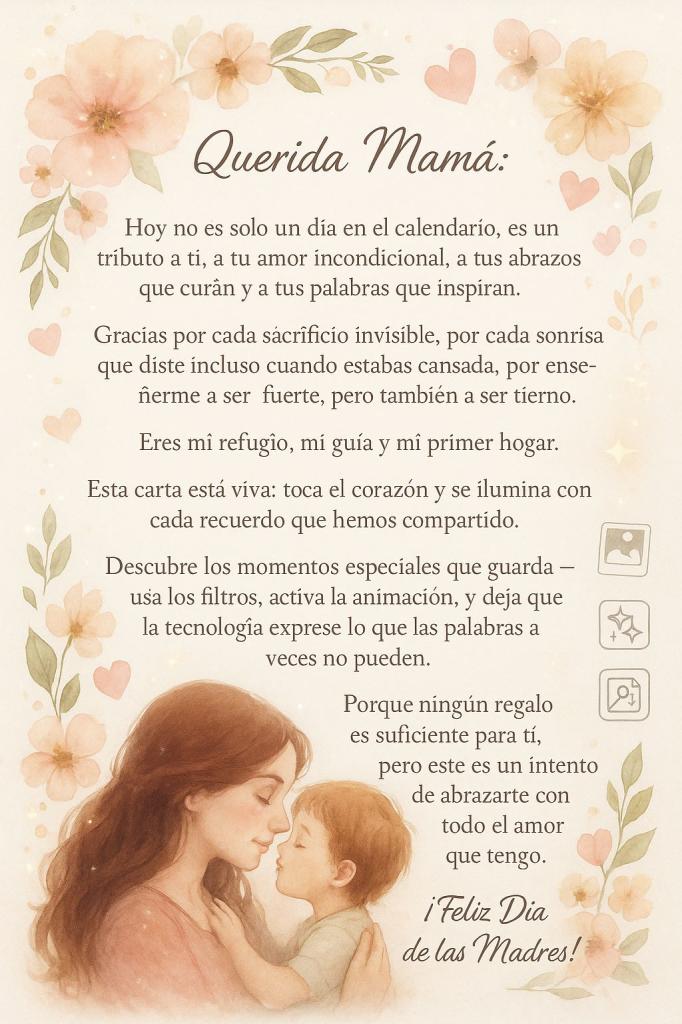 Querida Mamá:
Hoy no es solo un día en el calendario, es un
tributo a ti, a tu amor incondicional, a tus abrazos
que curân y a tus palabras que inspiran.
Gracias por cada sacrîficio invisible, por cada sonrisa
que diste incluso cuando estabas cansada, por ense-
ñerme a ser fuerte, pero también a ser tierno.
Eres mî refugîo, mi guía y mî primer hogar.
Esta carta está viva: toca el corazón y se ilumina con
cada recuerdo que hemos compartido.
Descubre los momentos especiales que guarda —
usa los filtros, activa la animación, y deja que
la tecnologîa exprese lo que las palabras a
veces no pueden.
Porque ningún regalo
es suficiente para tí,
pero este es un intento
de abrazarte con
todo el amor
que tengo.
¡Feliz Dia
de las Madres!